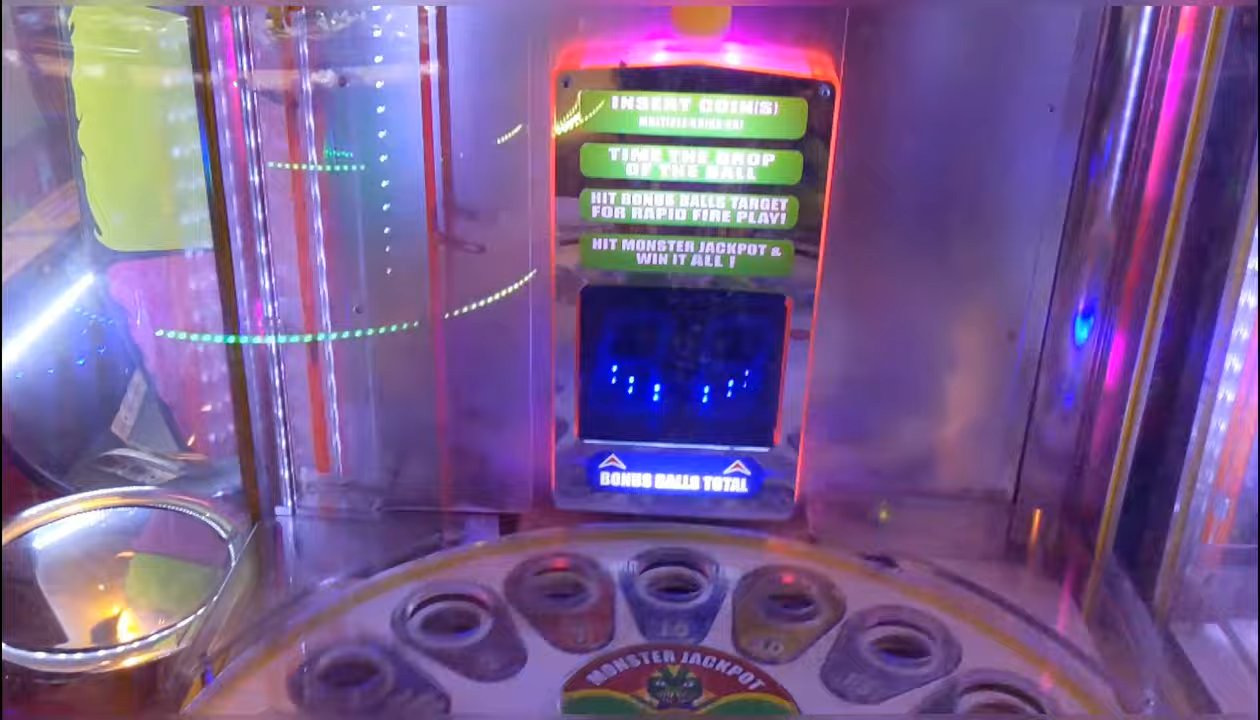 INSERT COIN(S)
TIME THE DROP
OF THE BALL
HIT BONUS BALLS TARGET
FOR RAPID FIRE PLAY!
HIT MONSTER JACKPOT &
WIN IT ALL !
BONUS BALLS TOTAL
MONSTER JACKPOT